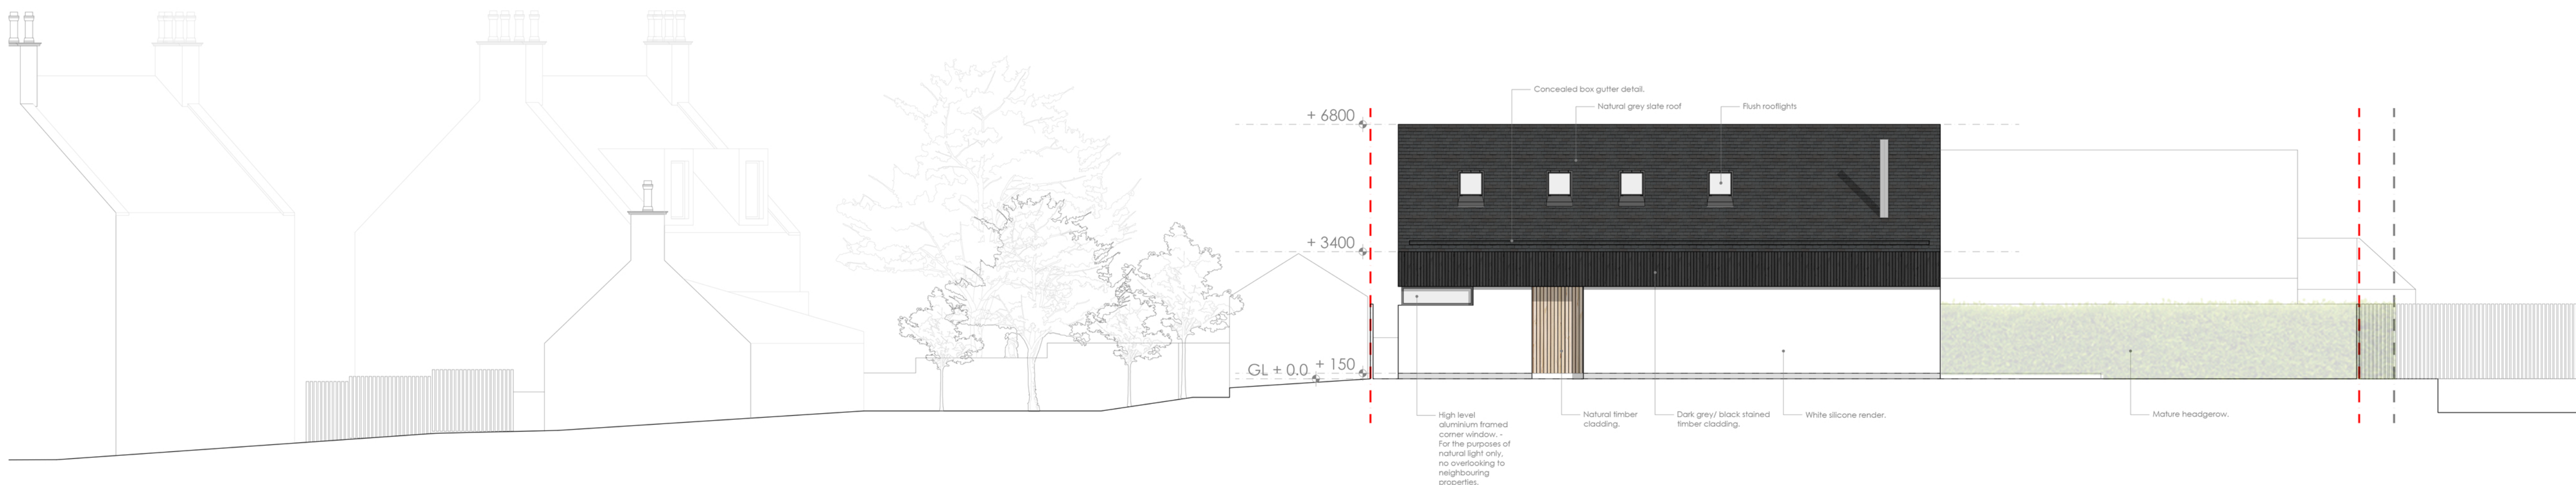 Concealed box gutter detail.
Natural grey slate roof
Flush rooflights
+ 6800
+ 3400
+ 150
GL + 0.0
High level
aluminium framed
corner window. -
For the purposes of
natural light only,
no overlooking to
neighbouring
properties.
Natural timber
cladding.
Dark grey/ black stained
timber cladding.
White silicone render.
Mature headgerow.